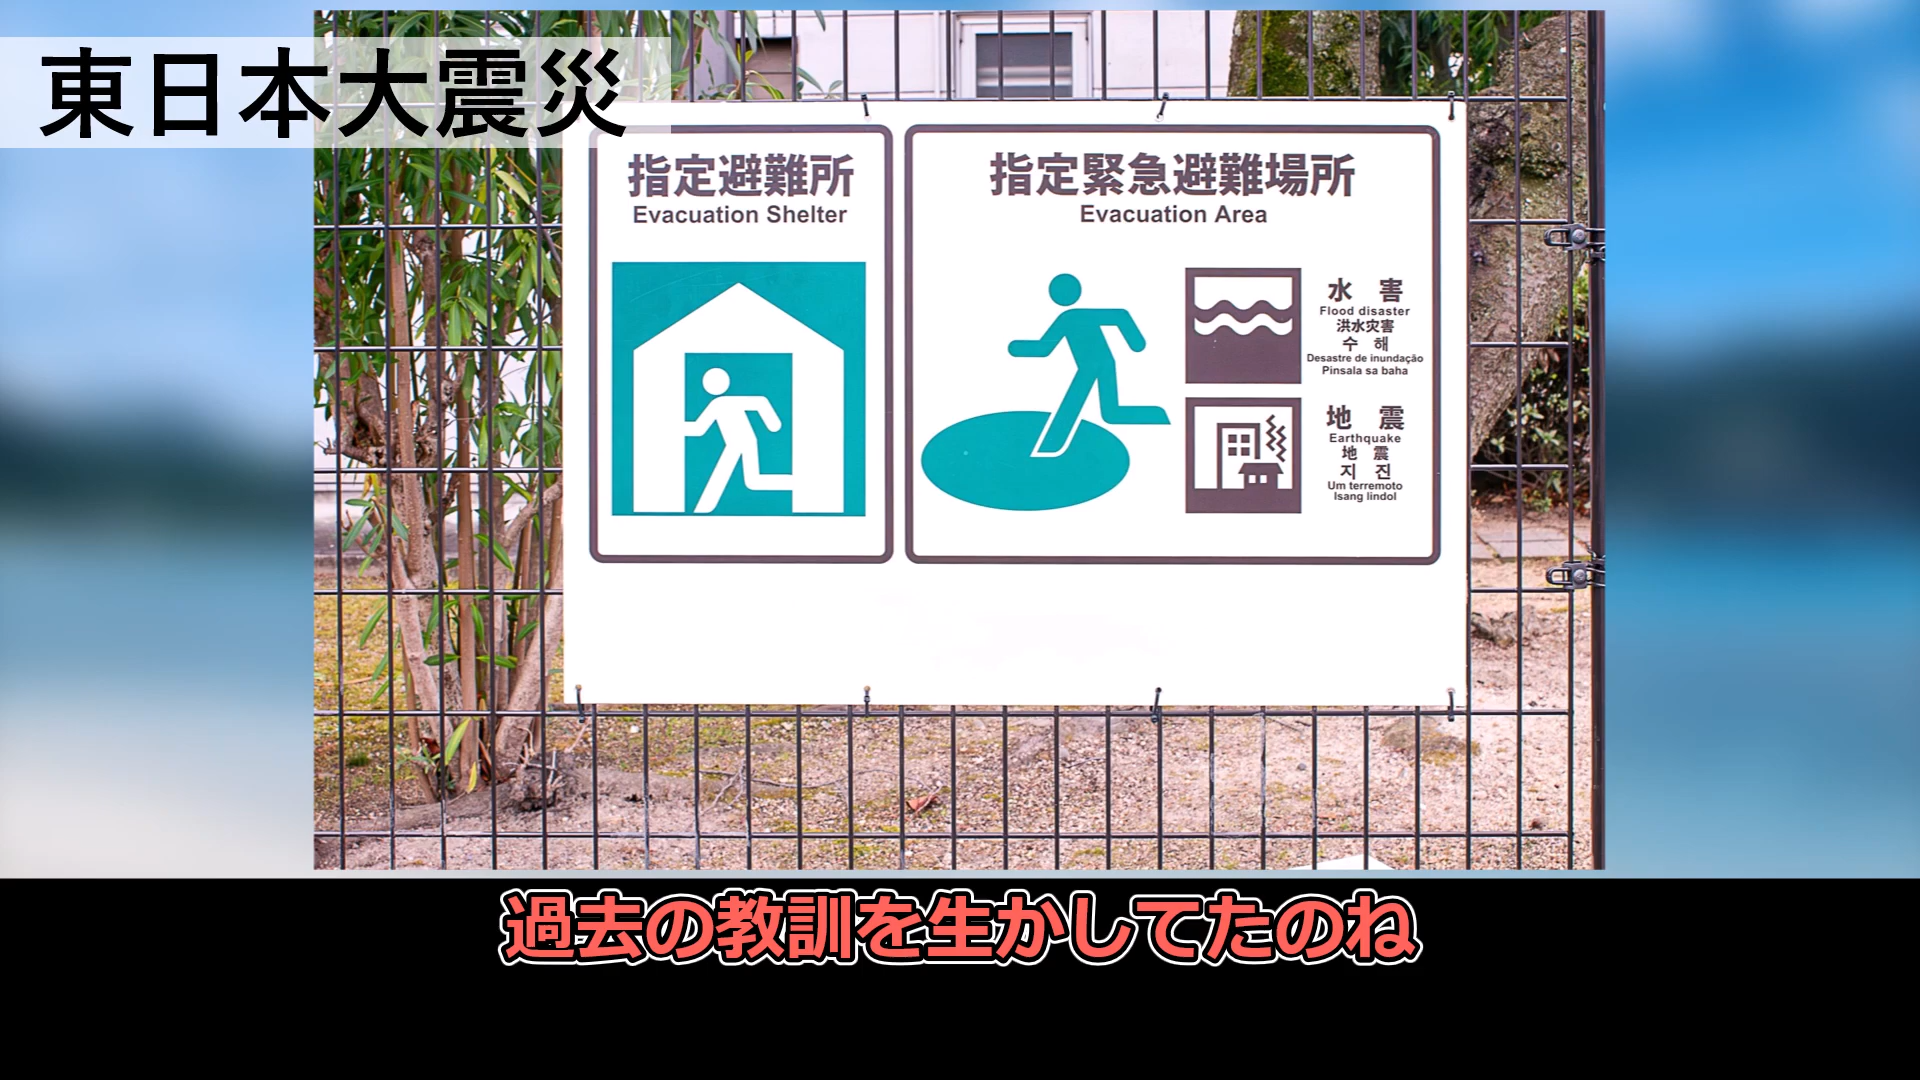 東日本大震災
指定避難所
Evacuation Shelter
指定緊急避難場所
Evacuation Area
水 害
Flood disaster
洪水灾害
수 해
Desastre de inundação
Pinsala sa baha
地 震
Earthquake
地 震
지 진
Um terremoto
Isang lindol
過去の教訓を生かしてたのね